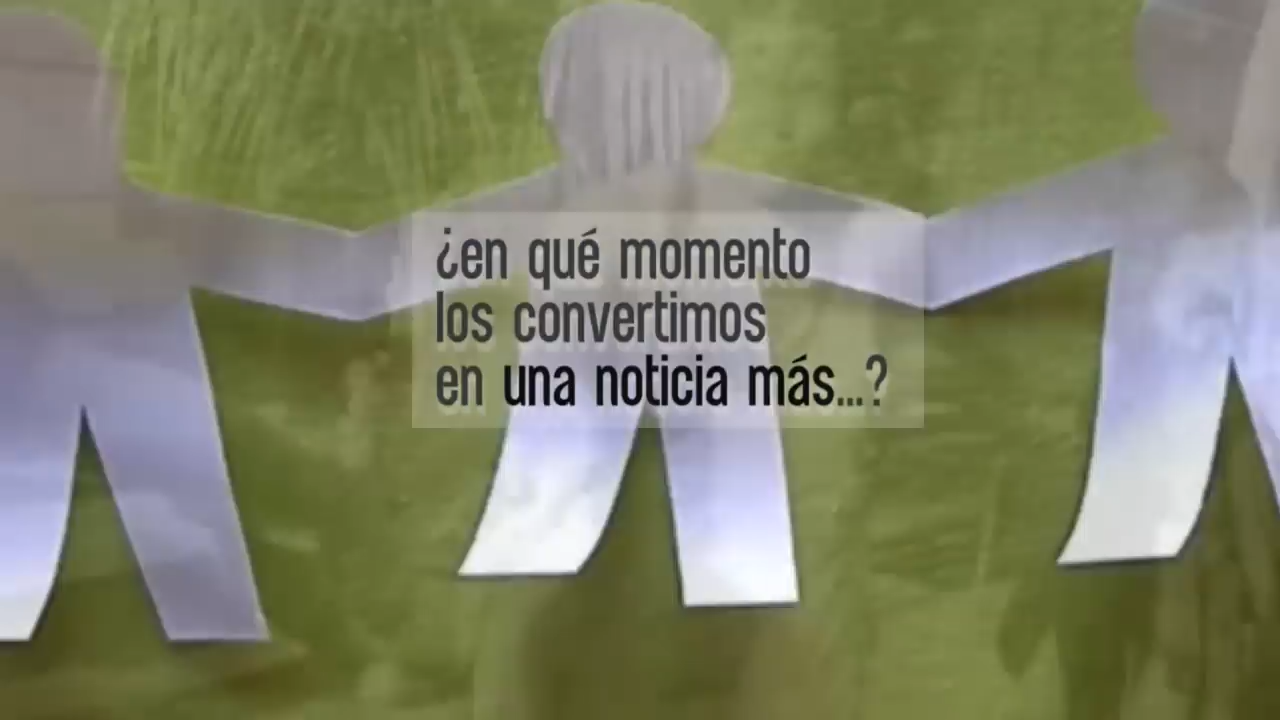 ¿en qué momento
los convertimos
en una noticia más...?